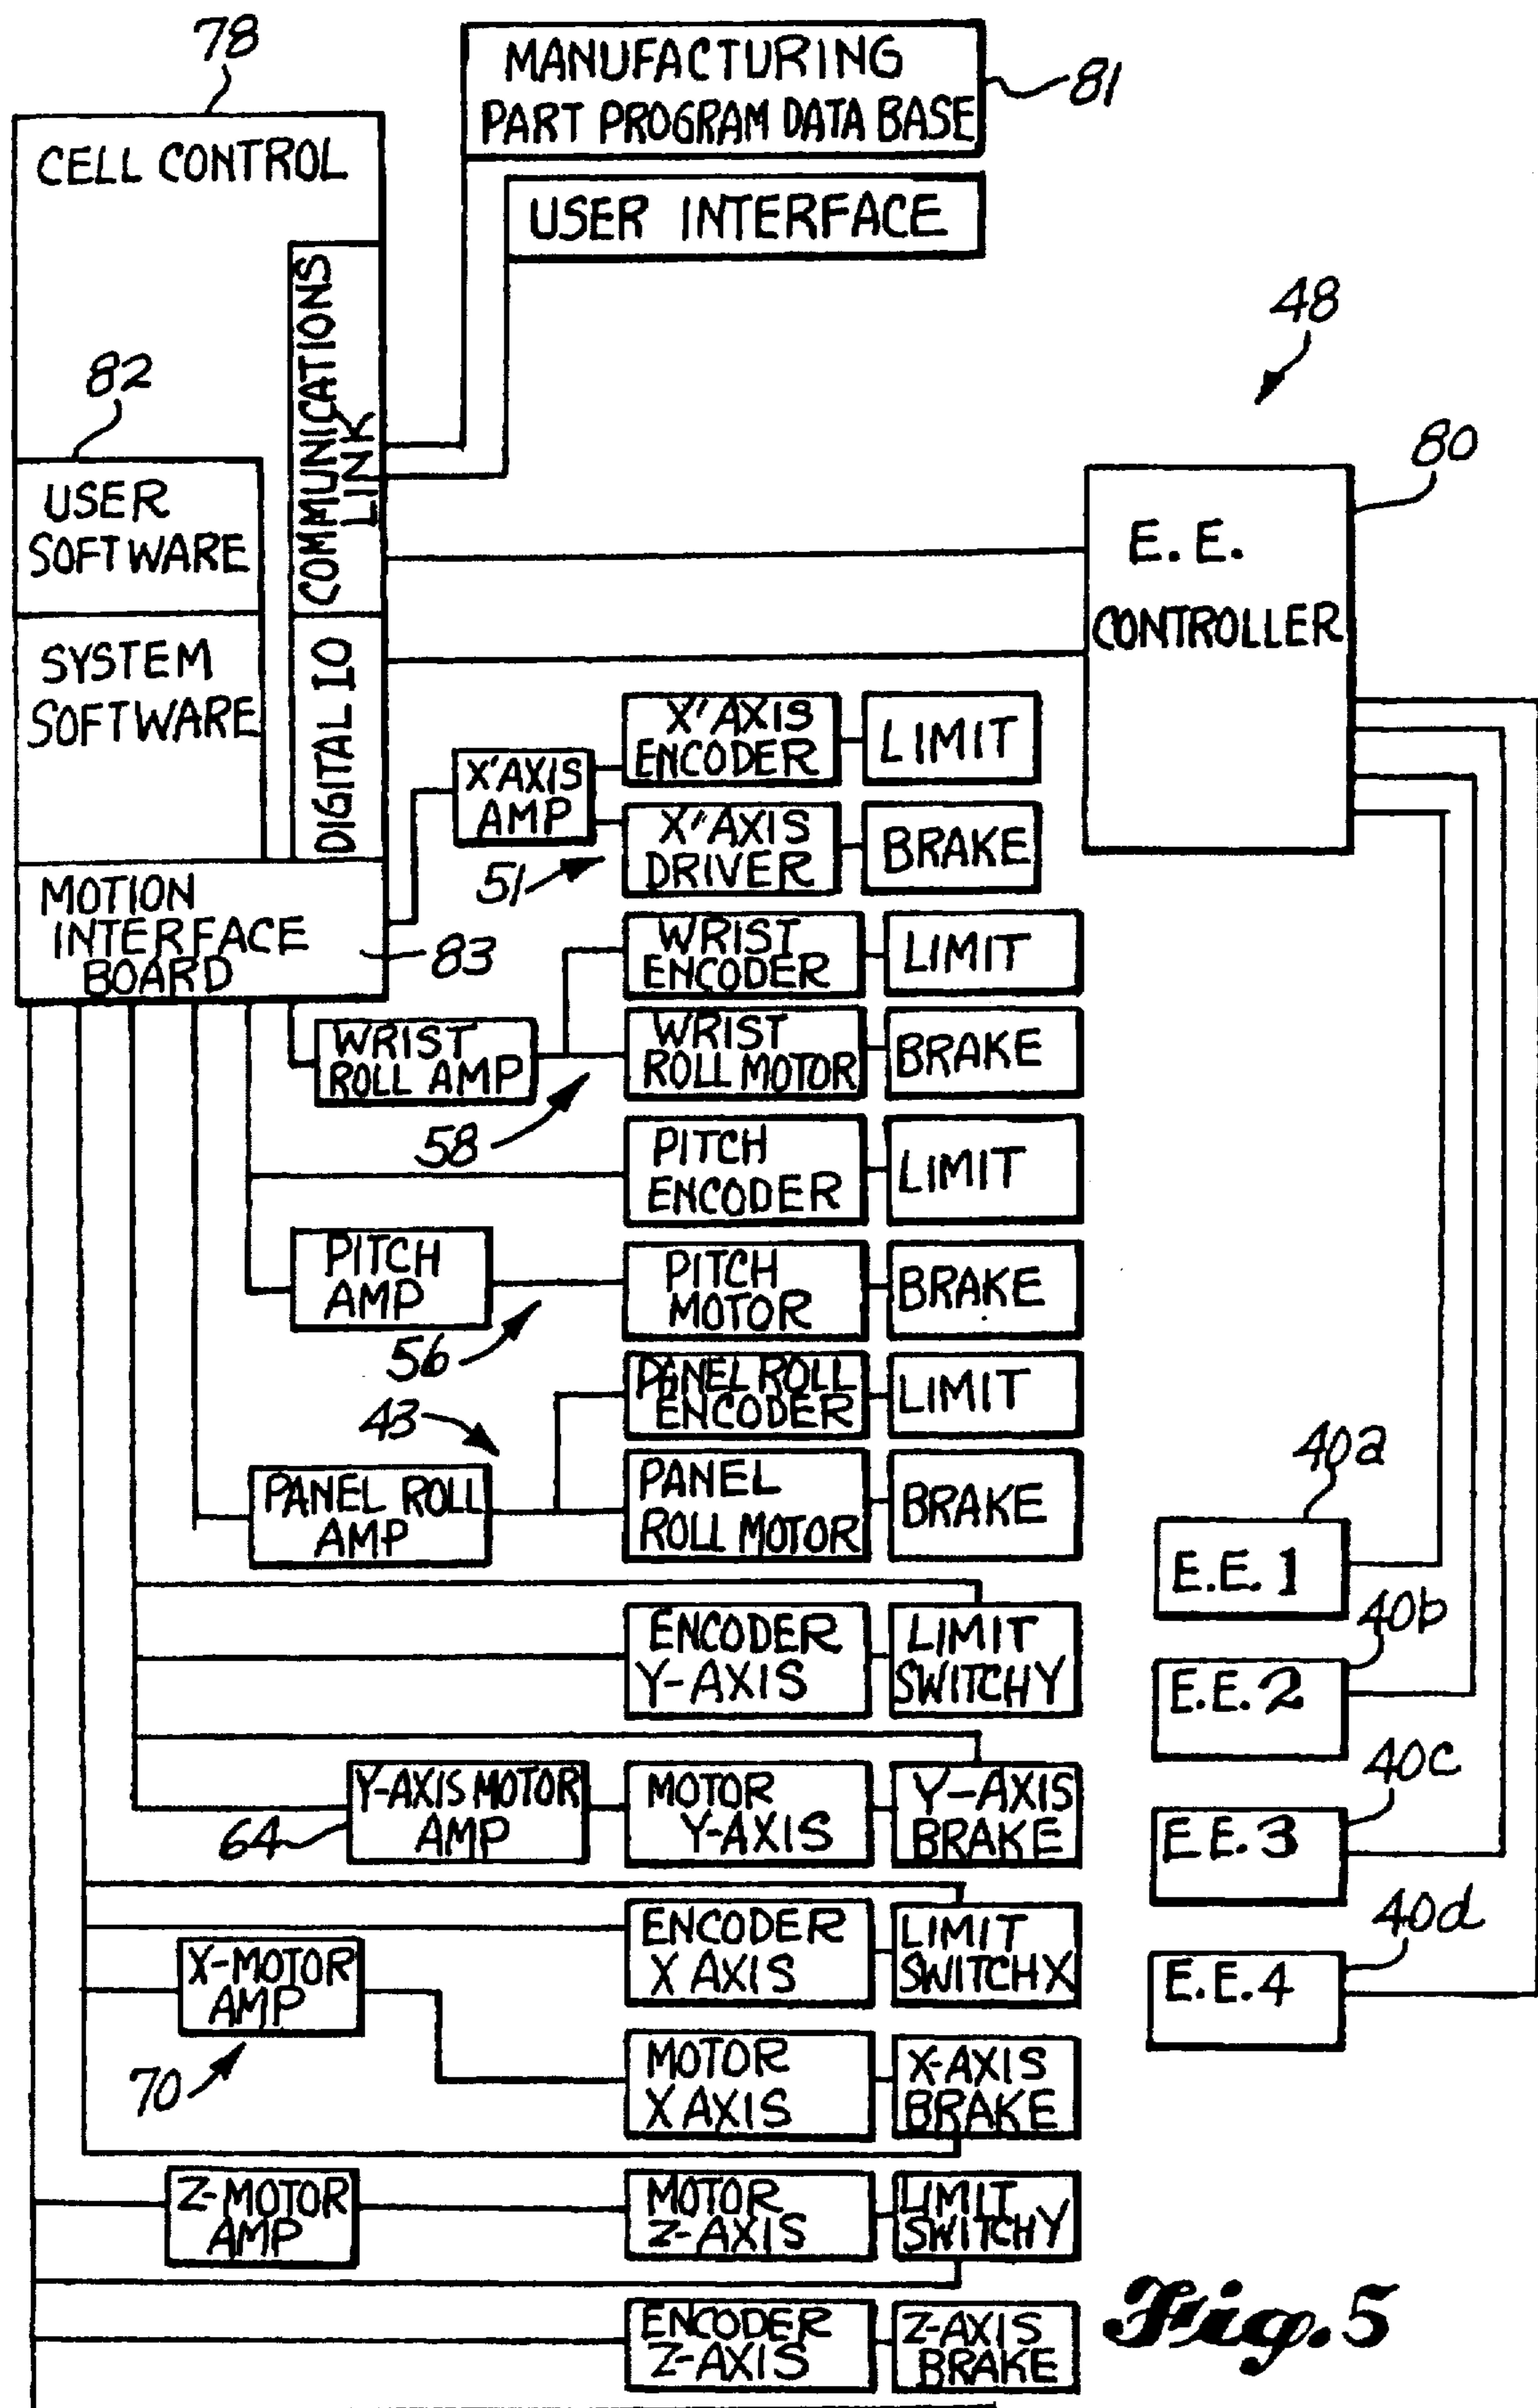 78
MANUFACTURING
PART PROGRAM DATA BASE
81
CELL CONTROL
USER INTERFACE
COMMUNICATIONS
LINK
48
82
80
USER
SOFTWARE
E.E.
CONTROLLER
SYSTEM
SOFTWARE
DIGITAL IO
X'AXIS
AMP
X'AXIS
ENCODER
LIMIT
51
X'AXIS
DRIVER
BRAKE
MOTION
INTERFACE
BOARD
83
WRIST
ENCODER
LIMIT
WRIST
ROLL AMP
WRIST
ROLL MOTOR
BRAKE
58
PITCH
ENCODER
LIMIT
PITCH
AMP
PITCH
MOTOR
BRAKE
56
PANEL ROLL
ENCODER
LIMIT
43
PANEL ROLL
AMP
PANEL
ROLL MOTOR
BRAKE
40a
E.E.1
40b
ENCODER
Y-AXIS
LIMIT
SWITCHY
E.E.2
Y-AXIS MOTOR
AMP
64
MOTOR
Y-AXIS
Y-AXIS
BRAKE
40c
E.E.3
ENCODER
X AXIS
LIMIT
SWITCHX
40d
E.E.4
X-MOTOR
AMP
70
MOTOR
X AXIS
X-AXIS
BRAKE
Z-MOTOR
AMP
MOTOR
Z-AXIS
LIMIT
SWITCHY
ENCODER
Z-AXIS
Z-AXIS
BRAKE
Fig. 5